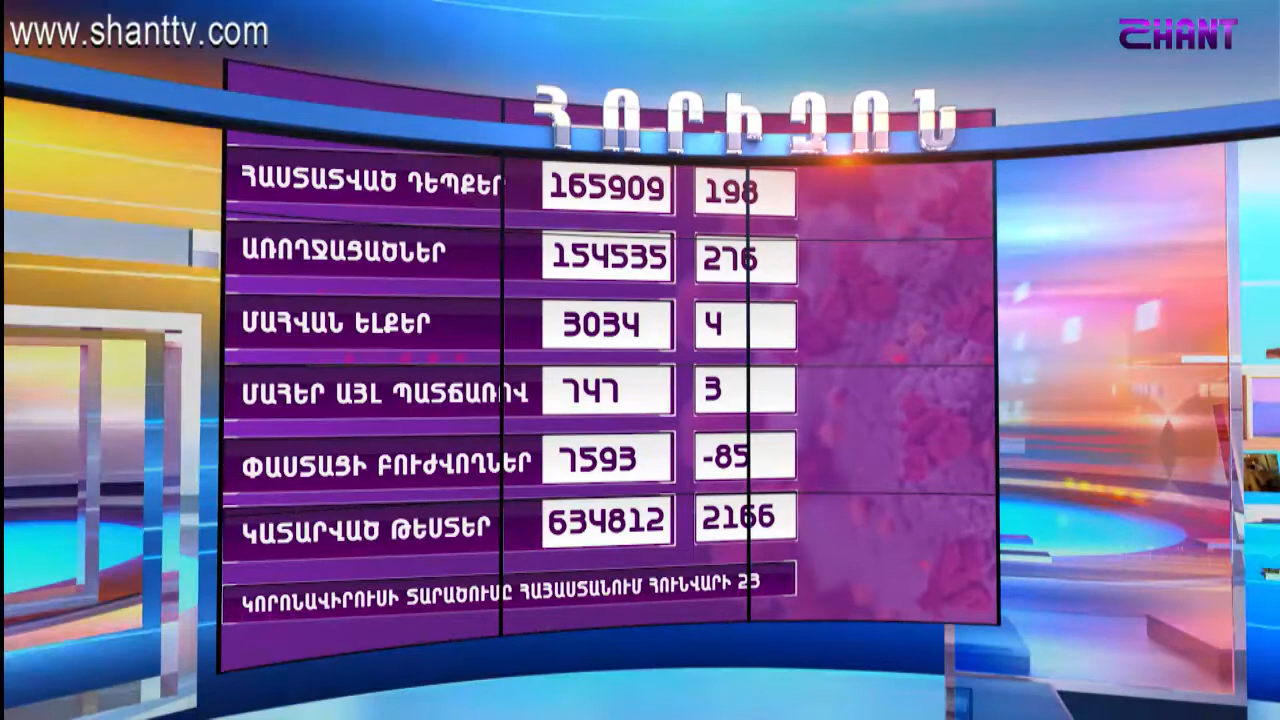 www.shanttv.com
SHANT
ՀՈՐԻԶՈՆ
ՀԱՍՏԱՏՎԱԾ ԴԵՊՔԵՐ 165909 198
ԱՌՈՂՋԱՑԱԾՆԵՐ 154535 276
ՄԱՀՎԱՆ ԵԼՔԵՐ 3034 4
ՄԱՀԵՐ ԱՅԼ ՊԱՏՃԱՌՈՎ 747 3
ՓԱՍՏԱՑԻ ԲՈՒԺՎՈՂՆԵՐ 7593 -85
ԿԱՏԱՐՎԱԾ ԹԵՍՏԵՐ 634812 2166
ԿՈՐՈՆԱՎԻՐՈՒՍԻ ՏԱՐԱԾՈՒՄԸ ՀԱՅԱՍՏԱՆՈՒՄ ՀՈՒՆՎԱՐԻ 23